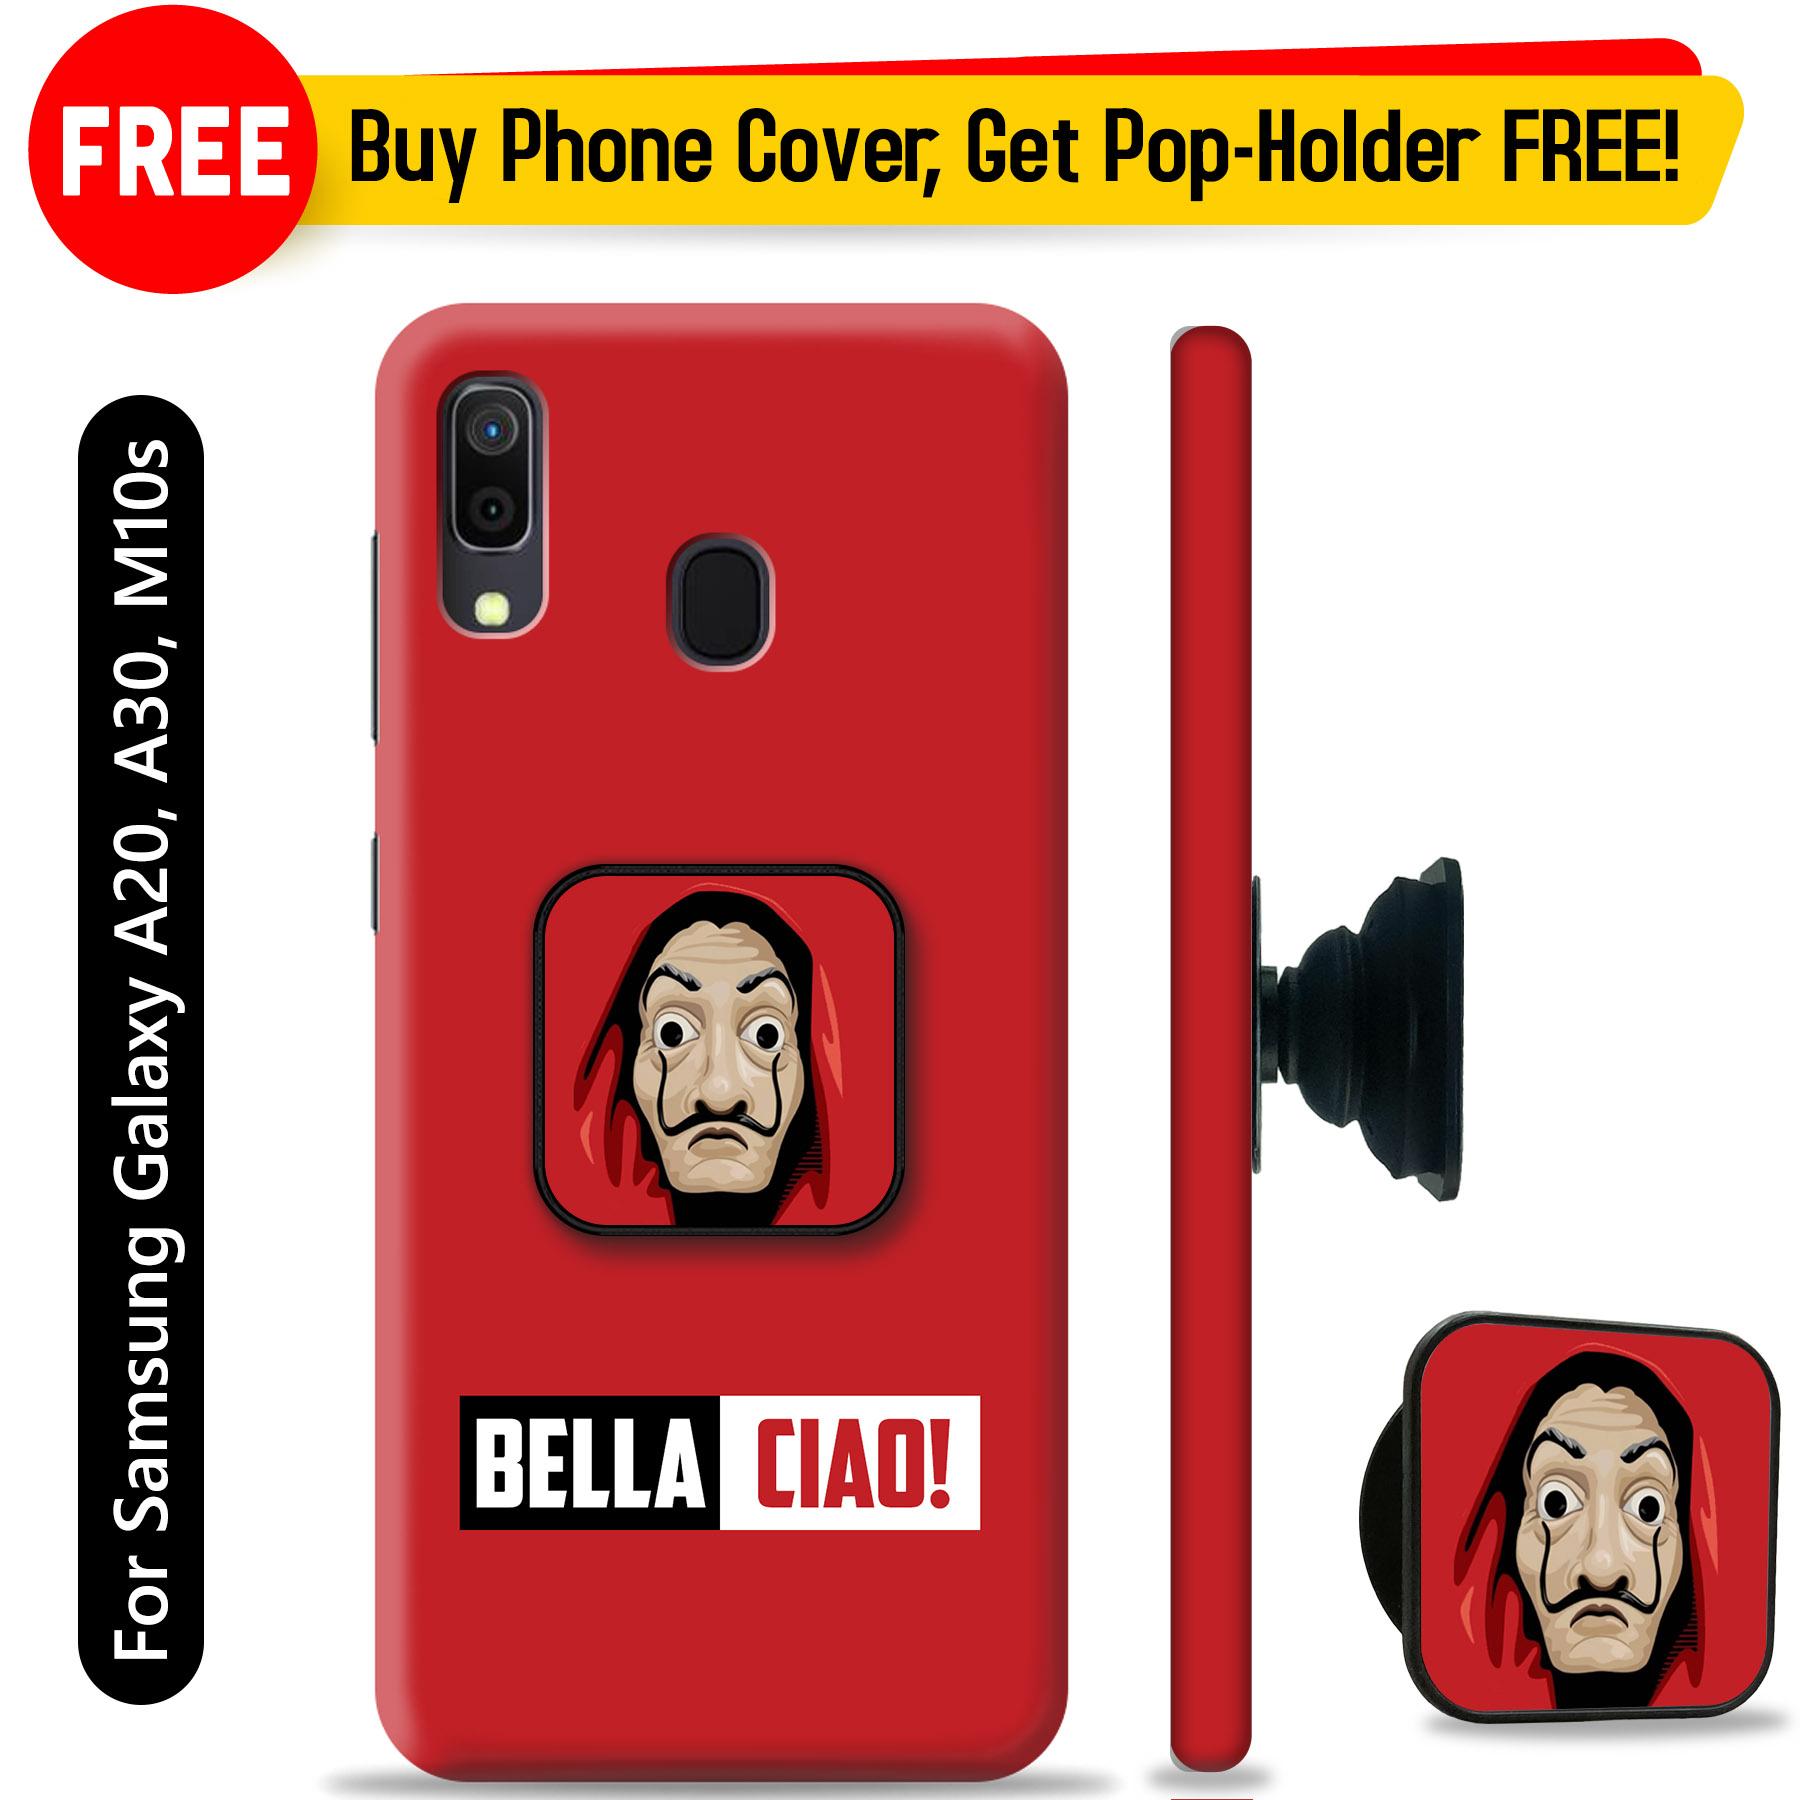 FREE
Buy Phone Cover, Get Pop-Holder FREE!
For Samsung Galaxy A20, A30, M10s
BELLA CIAO!